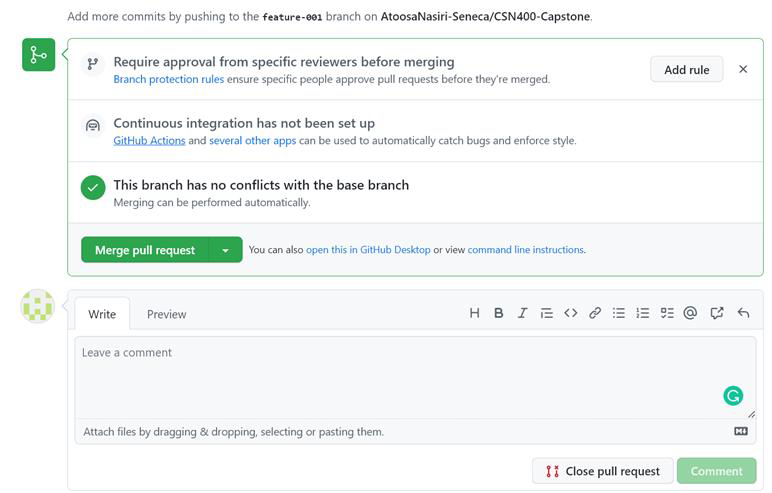 Add more commits by pushing to the feature-001 branch on AtoosaNasiri-Seneca/CSN400-Capstone.
Require approval from specific reviewers before merging
Branch protection rules ensure specific people approve pull requests before they're merged.
Add rule
Continuous integration has not been set up
GitHub Actions and several other apps can be used to automatically catch bugs and enforce style.
This branch has no conflicts with the base branch
Merging can be performed automatically.
Merge pull request
You can also open this in GitHub Desktop or view command line instructions.
Write
Preview
Leave a comment
Attach files by dragging & dropping, selecting or pasting them.
Close pull request
Comment